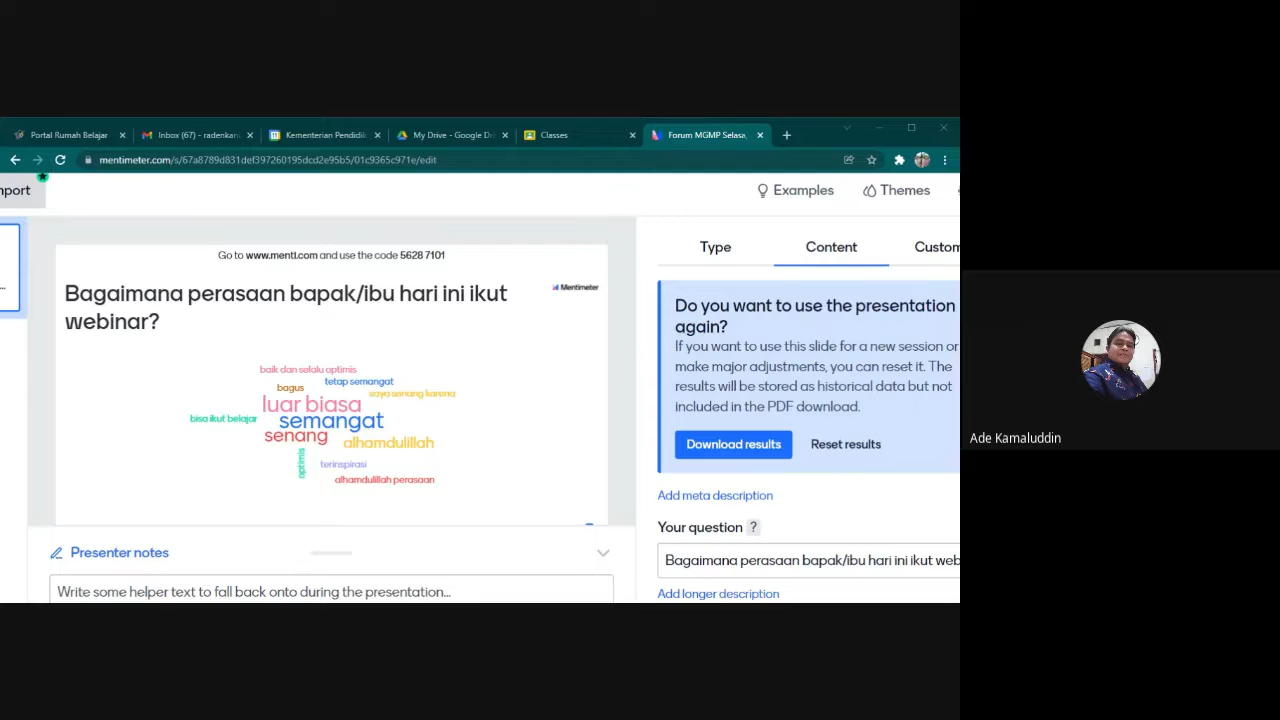 Portal Rumah Belajar
Inbox (67) - radenkan
Kementerian Pendidik
My Drive - Google Dri
Classes
Forum MGMP Selasa,
mentimeter.com/s/67a8789d831def397260195dcd2e95b5/01c9365c971e/edit
mport
Examples
Themes
Go to www.menti.com and use the code 5628 7101
Bagaimana perasaan bapak/ibu hari ini ikut
webinar?
Mentimeter
baik dan selalu optimis
bagus
tetap semangat
saya senang karena
luar biasa
bisa ikut belajar
semangat
senang
alhamdulillah
optimis
terinspirasi
alhamdulillah perasaan
Presenter notes
Write some helper text to fall back onto during the presentation...
Type
Content
Custom
Do you want to use the presentation
again?
If you want to use this slide for a new session or
make major adjustments, you can reset it. The
results will be stored as historical data but not
included in the PDF download.
Download results
Reset results
Add meta description
Your question ?
Bagaimana perasaan bapak/ibu hari ini ikut web
Add longer description
Ade Kamaluddin